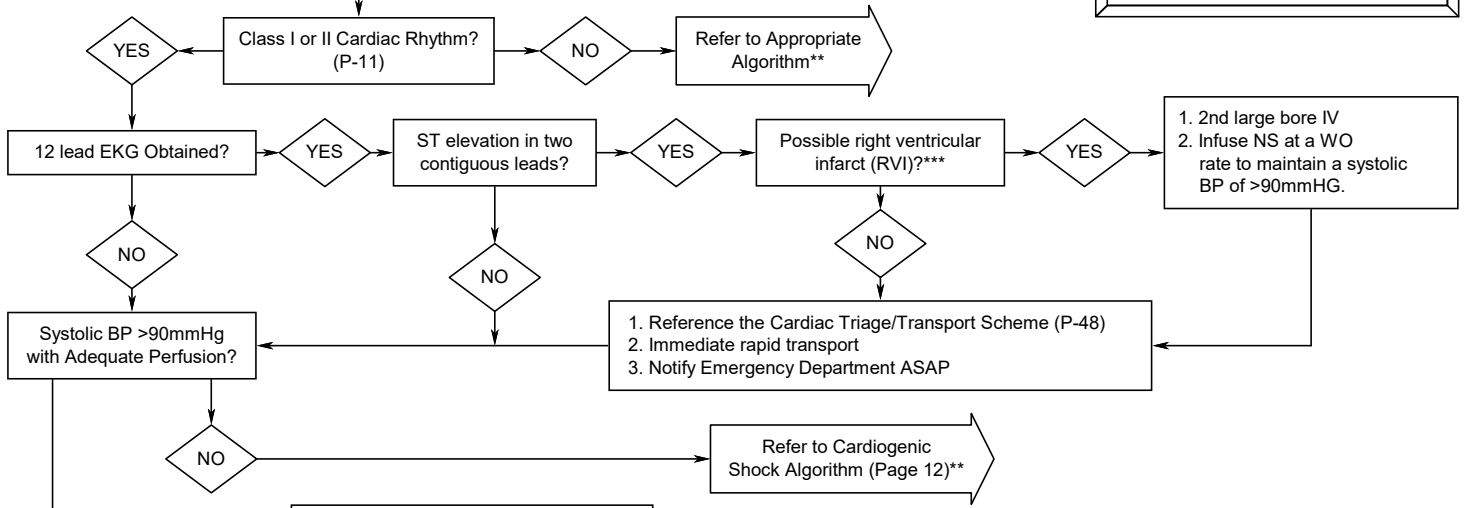 YES
Class I or II Cardiac Rhythm?
(P-11)
NO
Refer to Appropriate
Algorithm**
12 lead EKG Obtained?
YES
ST elevation in two
contiguous leads?
YES
Possible right ventricular
infarct (RVI)?***
YES
1. 2nd large bore IV
2. Infuse NS at a WO
rate to maintain a systolic
BP of >90mmHG.
NO
NO
NO
Systolic BP >90mmHg
with Adequate Perfusion?
1. Reference the Cardiac Triage/Transport Scheme (P-48)
2. Immediate rapid transport
3. Notify Emergency Department ASAP
NO
Refer to Cardiogenic
Shock Algorithm (Page 12)**